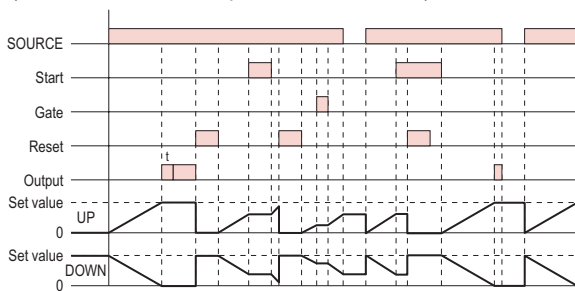 SOURCE
Start
Gate
Reset
t
Output
Set value
UP
0
Set value
DOWN
0